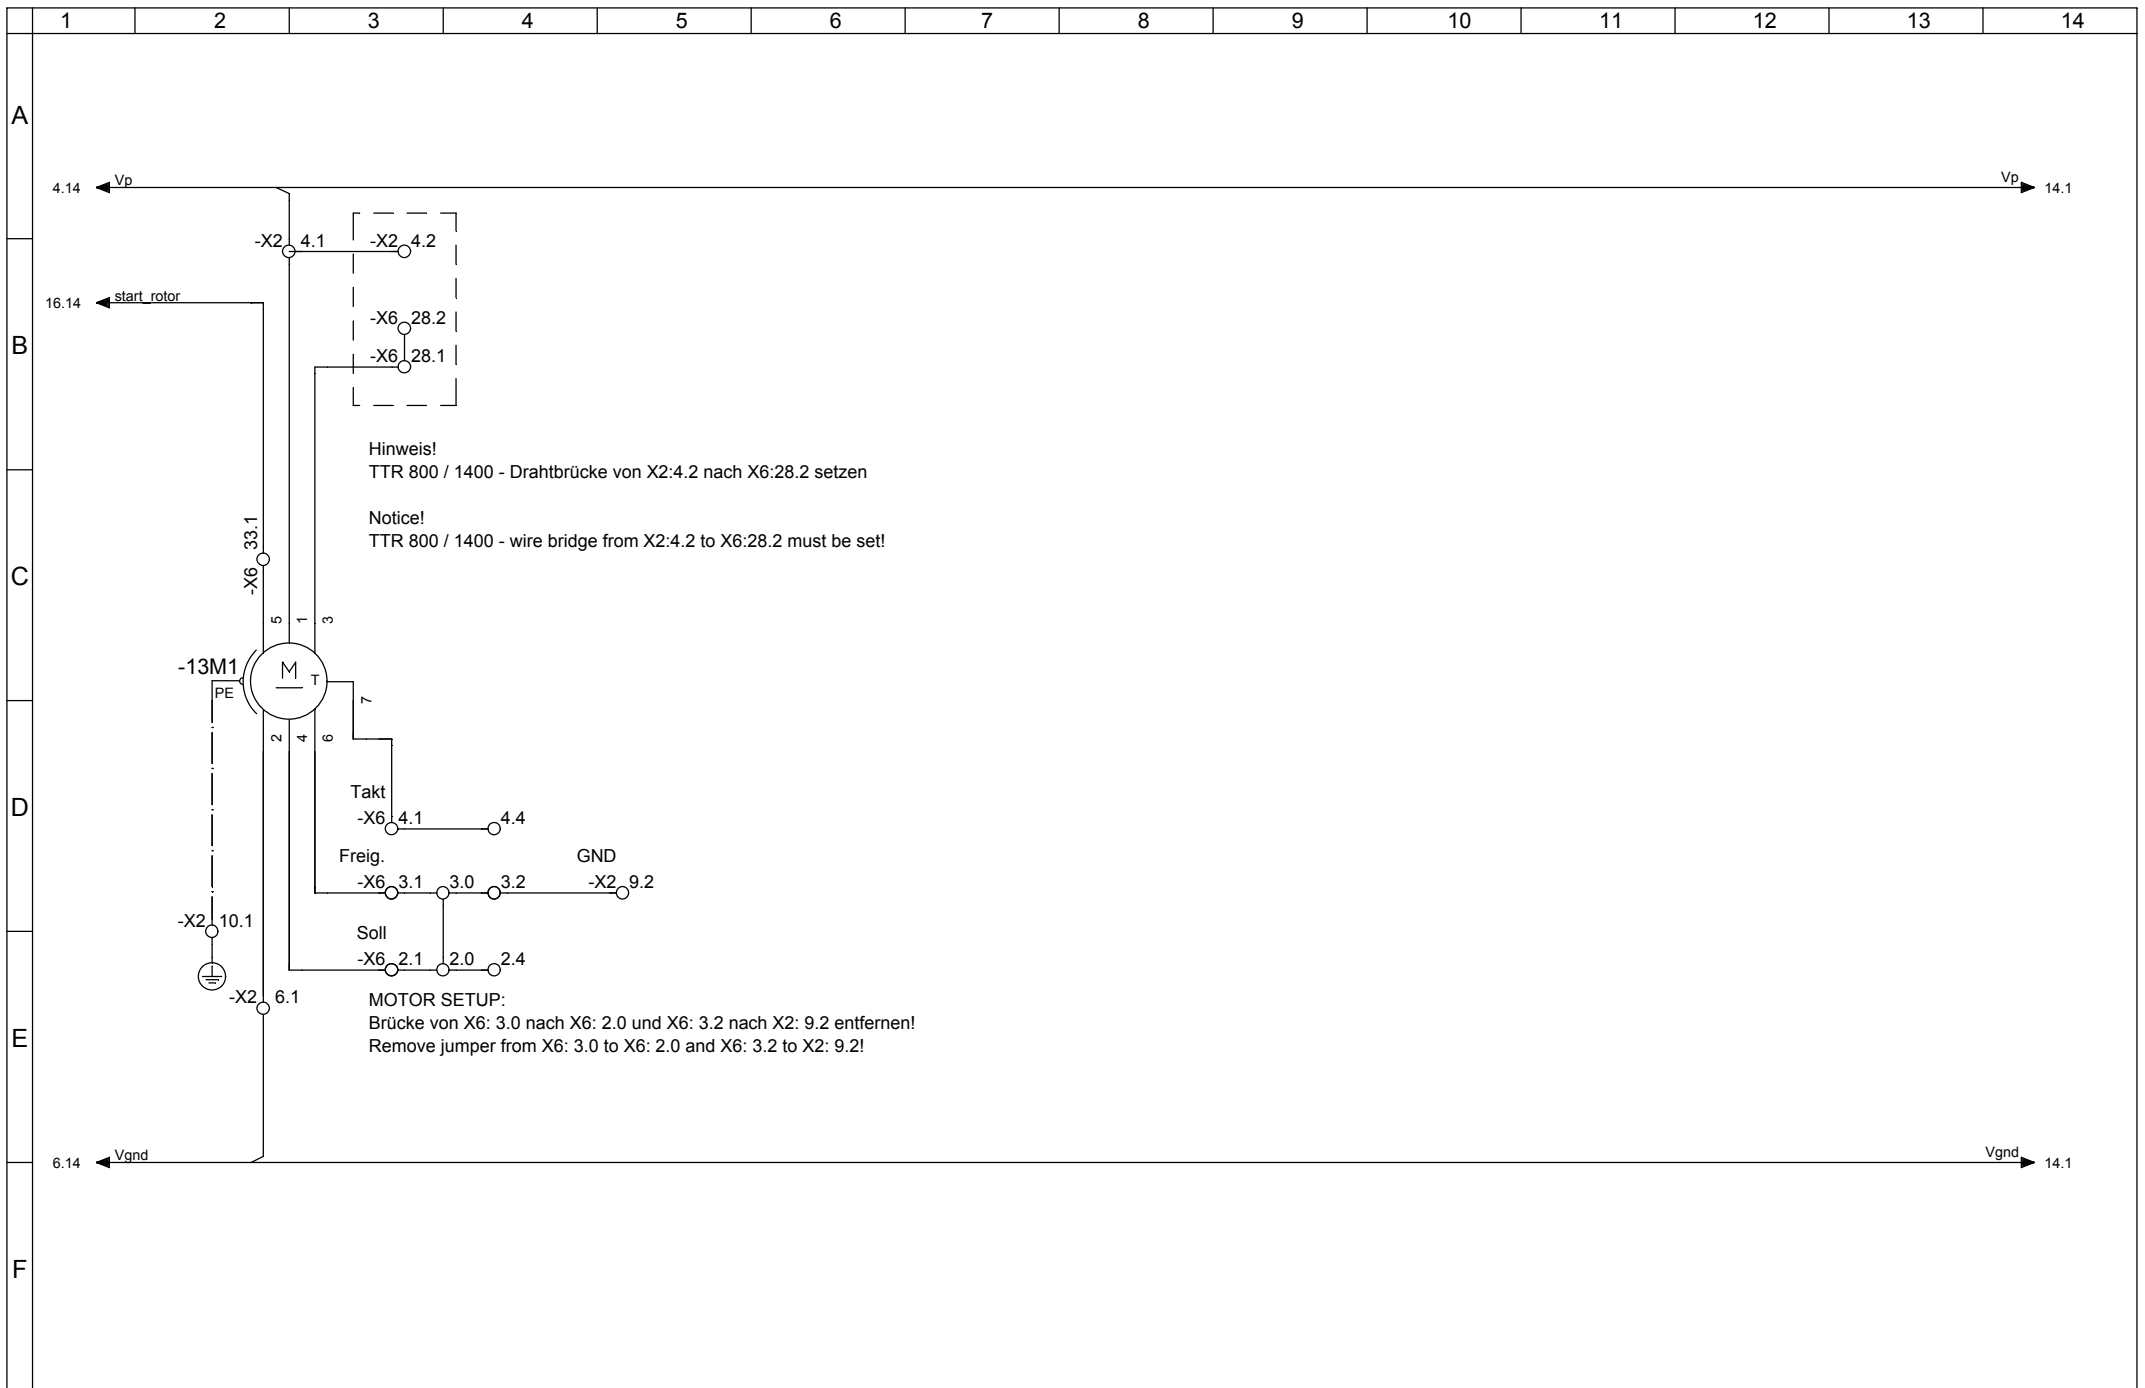 1 2 3 4 5 6 7 8 9 10 11 12 13 14
A
4.14 Vp Vp 14.1
-X2 4.1 -X2 4.2
16.14 start_rotor
-X6 28.2
B
-X6 28.1
Hinweis!
TTR 800 / 1400 - Drahtbrücke von X2:4.2 nach X6:28.2 setzen
Notice!
TTR 800 / 1400 - wire bridge from X2:4.2 to X6:28.2 must be set!
-X6 33.1
C
5 1 3
-13M1 M T
PE 7
2 4 6
Takt
D
-X6 4.1 4.4
Freig. GND
-X6 3.1 3.0 3.2 -X2 9.2
-X2 10.1
Soll
-X6 2.1 2.0 2.4
-X2 6.1
MOTOR SETUP:
Brücke von X6: 3.0 nach X6: 2.0 und X6: 3.2 nach X2: 9.2 entfernen!
E
Remove jumper from X6: 3.0 to X6: 2.0 and X6: 3.2 to X2: 9.2!
6.14 Vgnd Vgnd 14.1
F